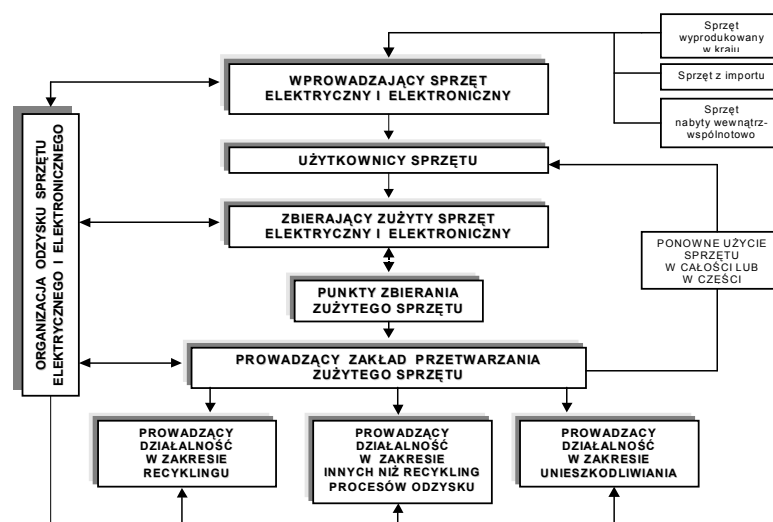 Sprzęt
wyprodukowany
w kraju
Sprzęt z importu
Sprzęt
nabyty wewnątrz-
wspólnotowo
WPROWADZAJĄCY SPRZĘT
ELEKTRYCZNY I ELEKTRONICZNY
ORGANIZACJA ODZYSKU SPRZĘTU
ELEKTRYCZNEGO I ELEKTRONICZNEGO
UŻYTKOWNICY SPRZĘTU
ZBIERAJĄCY ZUŻYTY SPRZĘT
ELEKTRYCZNY I ELEKTRONICZNY
PONOWNE UŻYCIE
SPRZĘTU
W CAŁOŚCI LUB
W CZĘŚCI
PUNKTY ZBIERANIA
ZUŻYTEGO SPRZĘTU
PROWADZĄCY ZAKŁAD PRZETWARZANIA
ZUŻYTEGO SPRZĘTU
PROWADZĄCY
DZIAŁALNOŚĆ
W ZAKRESIE
RECYKLINGU
PROWADZĄCY
DZIAŁALNOŚĆ
W ZAKRESIE
INNYCH NIŻ RECYKLING
PROCESÓW ODZYSKU
PROWADZACY
DZIAŁALNOŚĆ
W ZAKRESIE
UNIESZKODLIWIANIA